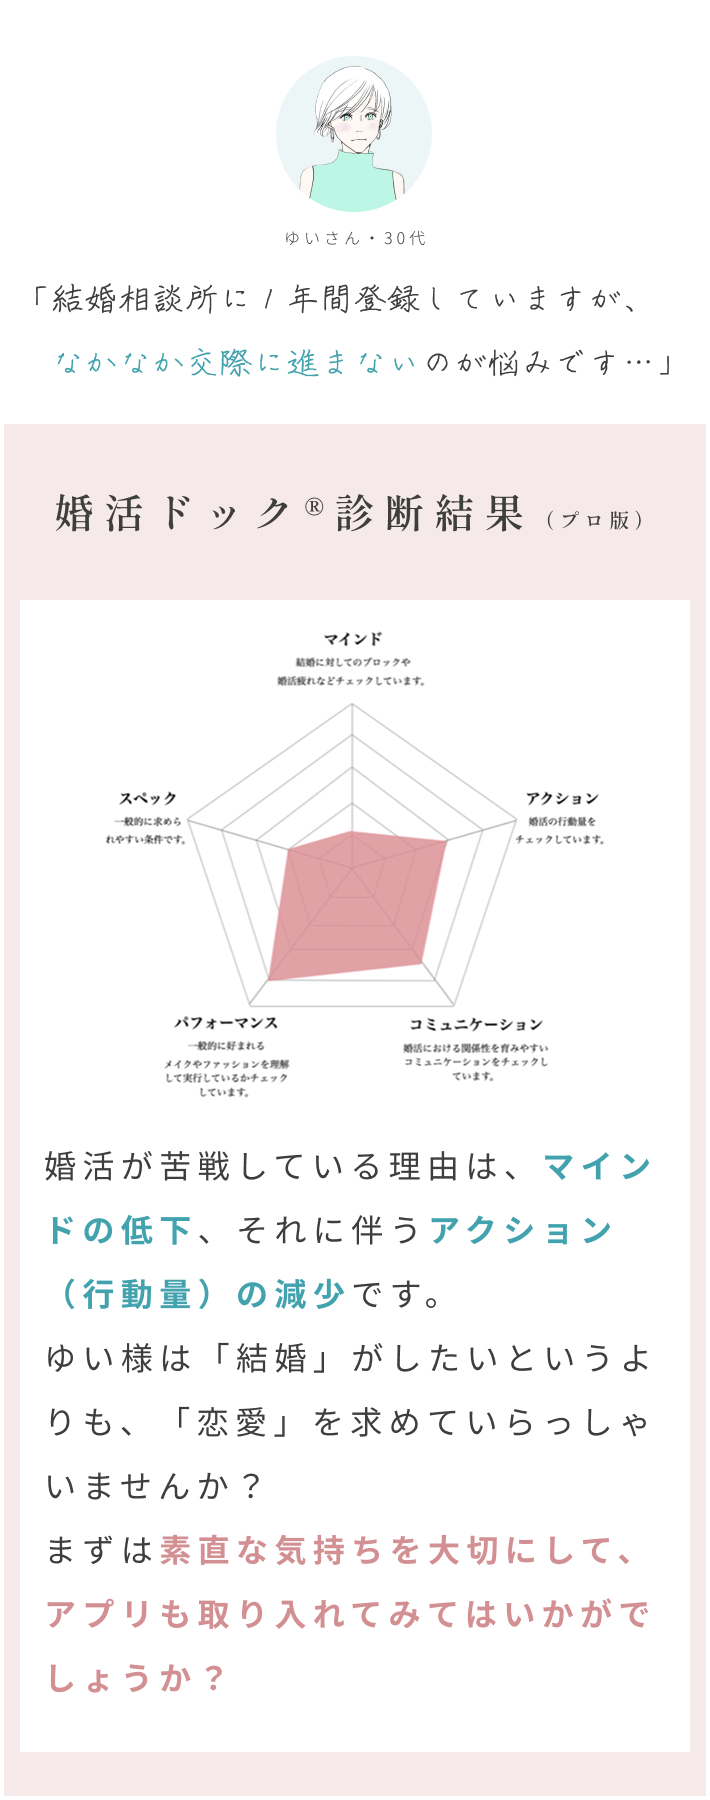 ゆいさん・30代
「結婚相談所に1年間登録していますが、
なかなか交際に進まないのが悩みです…」
婚活ドック®診断結果（プロ版）
マインド
結婚に対してのブロックや
婚活疲れなどチェックしています。
スペック
一般的に求めら
れやすい条件です。
アクション
婚活の行動量を
チェックしています。
パフォーマンス
一般的に好まれる
メイクやファッションを理解
して実行しているかチェック
しています。
コミュニケーション
婚活における関係性を育みやすい
コミュニケーションをチェックし
ています。
婚活が苦戦している理由は、マイン
ドの低下、それに伴うアクション
（行動量）の減少です。
ゆい様は「結婚」がしたいというよ
りも、「恋愛」を求めていらっしゃ
いませんか？
まずは素直な気持ちを大切にして、
アプリも取り入れてみてはいかがで
しょうか？